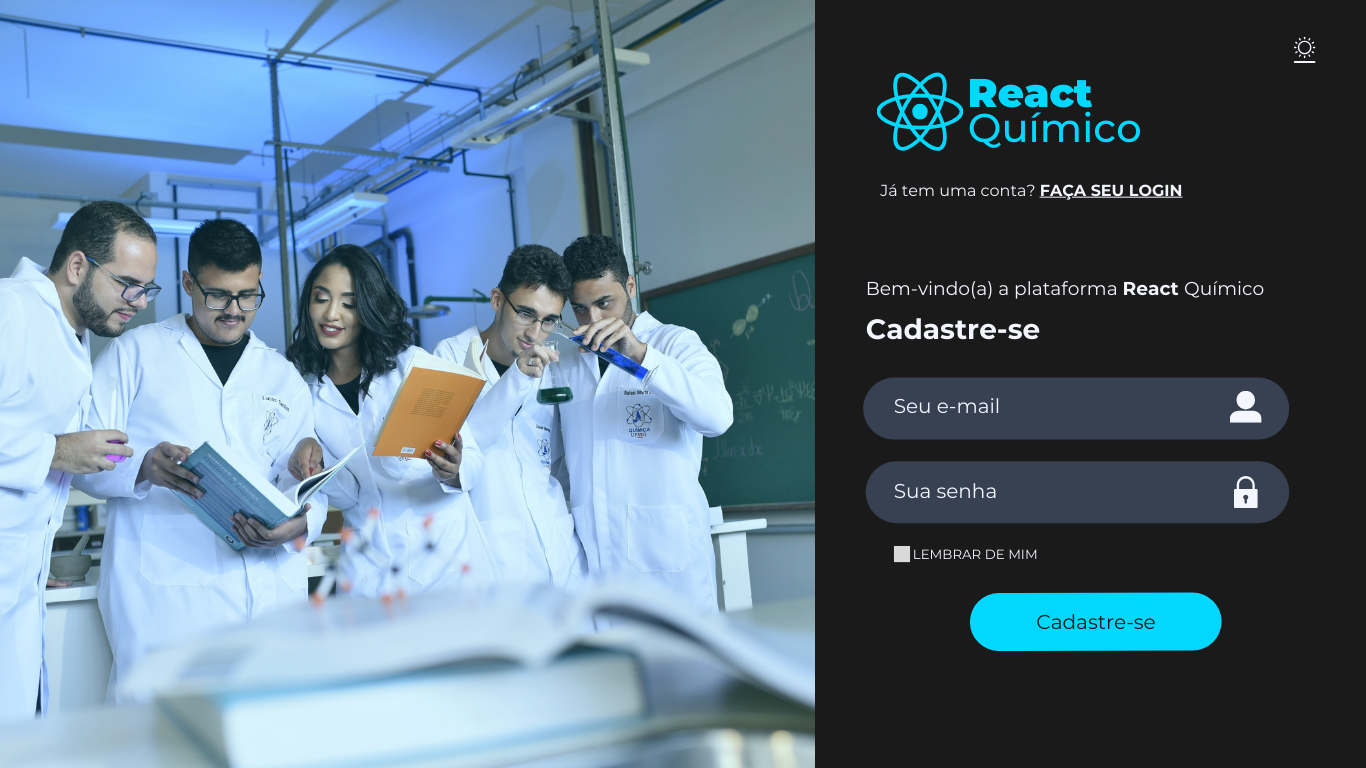 React
Químico
Já tem uma conta? FAÇA SEU LOGIN
Bem-vindo(a) a plataforma React Químico
Cadastre-se
Seu e-mail
Sua senha
LEMBRAR DE MIM
Cadastre-se
QUÍMICA